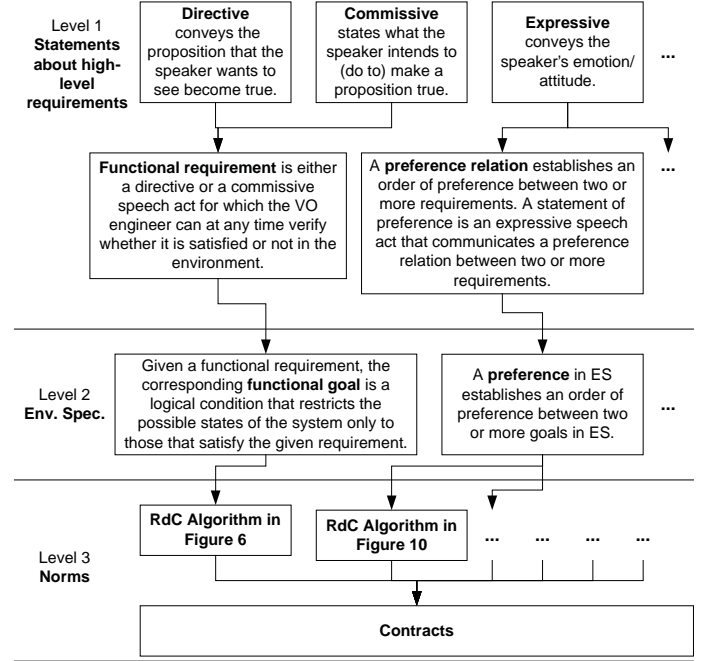 Level 1
Statements
about high-
level
requirements
Directive
conveys the
proposition that the
speaker wants to
see become true.
Commissive
states what the
speaker intends to
(do to) make a
proposition true.
Expressive
conveys the
speaker's emotion/
attitude.
...
Functional requirement is either
a directive or a commissive
speech act for which the VO
engineer can at any time verify
whether it is satisfied or not in the
environment.
A preference relation establishes an
order of preference between two or
more requirements. A statement of
preference is an expressive speech
act that communicates a preference
relation between two or more
requirements.
...
Level 2
Env. Spec.
Given a functional requirement, the
corresponding functional goal is a
logical condition that restricts the
possible states of the system only to
those that satisfy the given requirement.
A preference in ES
establishes an order of
preference between two
or more goals in ES.
...
Level 3
Norms
RdC Algorithm in
Figure 6
RdC Algorithm in
Figure 10
... ... ... ...
Contracts